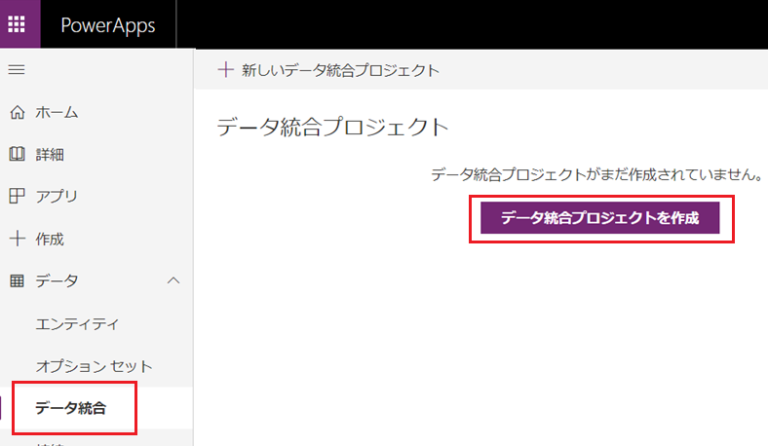 PowerApps
＋ 新しいデータ統合プロジェクト
ホーム
データ統合プロジェクト
詳細
データ統合プロジェクトがまだ作成されていません。
アプリ
データ統合プロジェクトを作成
作成
データ
エンティティ
オプション セット
データ統合